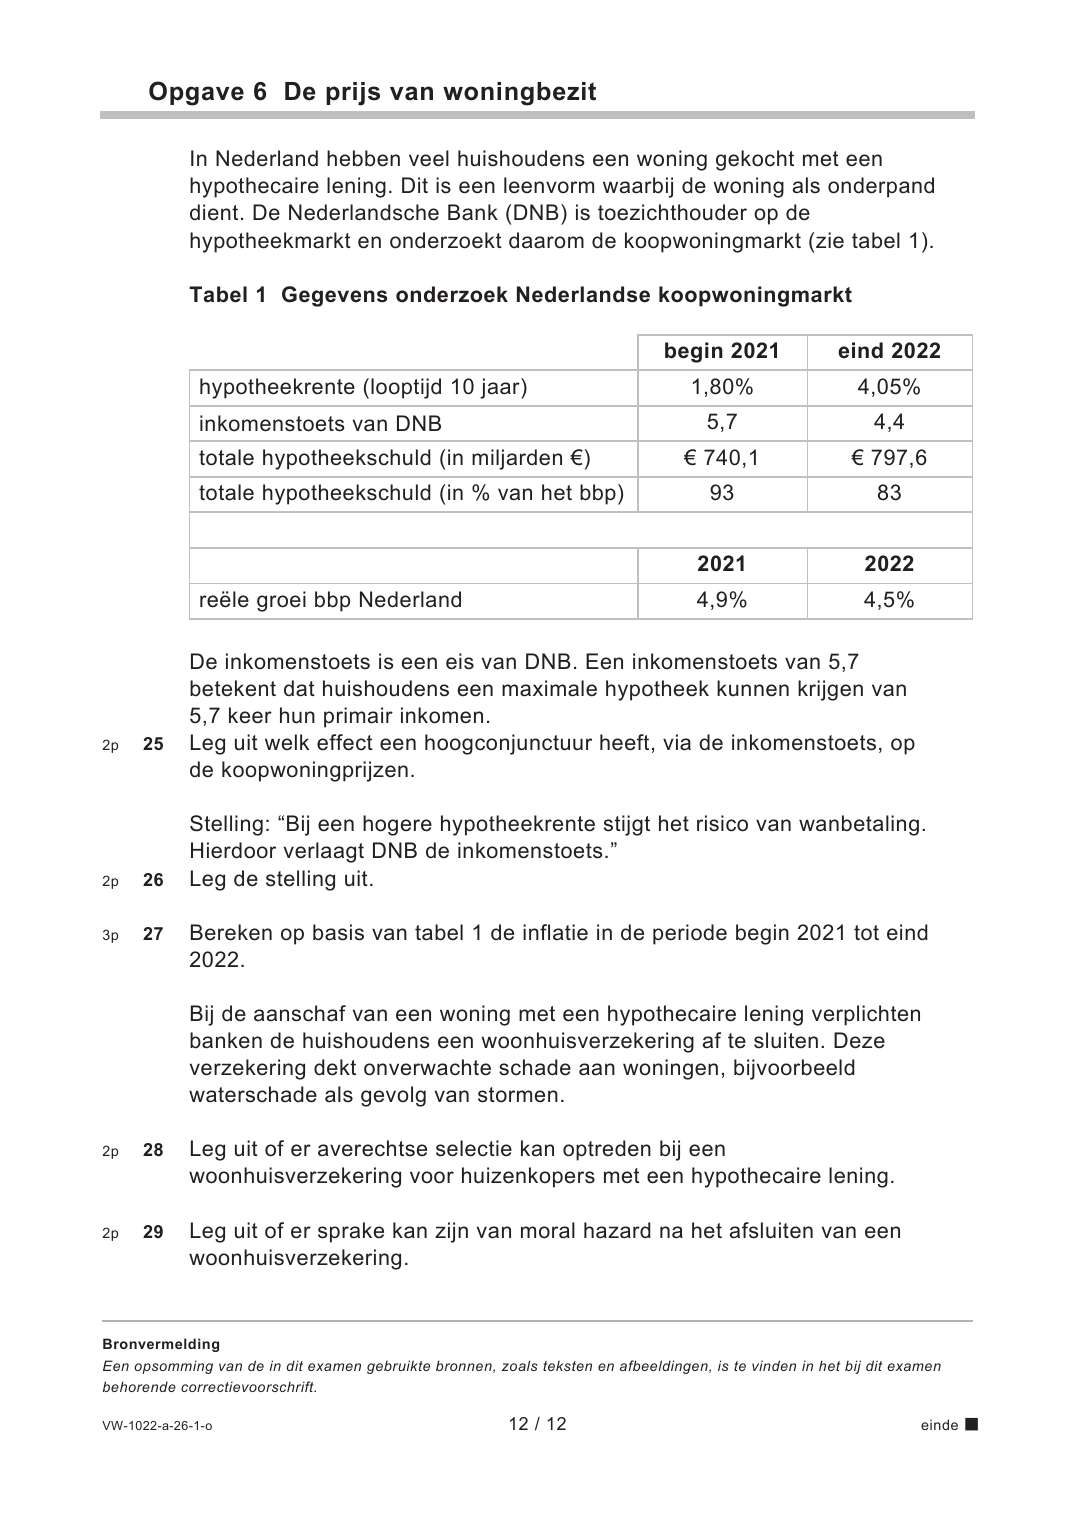 Opgave 6 De prijs van woningbezit
In Nederland hebben veel huishoudens een woning gekocht met een
hypothecaire lening. Dit is een leenvorm waarbij de woning als onderpand
dient. De Nederlandsche Bank (DNB) is toezichthouder op de
hypotheekmarkt en onderzoekt daarom de koopwoningmarkt (zie tabel 1).
Tabel 1 Gegevens onderzoek Nederlandse koopwoningmarkt
begin 2021 eind 2022
hypotheekrente (looptijd 10 jaar) 1,80% 4,05%
inkomenstoets van DNB 5,7 4,4
totale hypotheekschuld (in miljarden €) € 740,1 € 797,6
totale hypotheekschuld (in % van het bbp) 93 83
2021 2022
reële groei bbp Nederland 4,9% 4,5%
De inkomenstoets is een eis van DNB. Een inkomenstoets van 5,7
betekent dat huishoudens een maximale hypotheek kunnen krijgen van
5,7 keer hun primair inkomen.
2p 25 Leg uit welk effect een hoogconjunctuur heeft, via de inkomenstoets, op
de koopwoningprijzen.
Stelling: “Bij een hogere hypotheekrente stijgt het risico van wanbetaling.
Hierdoor verlaagt DNB de inkomenstoets.”
2p 26 Leg de stelling uit.
3p 27 Bereken op basis van tabel 1 de inflatie in de periode begin 2021 tot eind
2022.
Bij de aanschaf van een woning met een hypothecaire lening verplichten
banken de huishoudens een woonhuisverzekering af te sluiten. Deze
verzekering dekt onverwachte schade aan woningen, bijvoorbeeld
waterschade als gevolg van stormen.
2p 28 Leg uit of er averechtse selectie kan optreden bij een
woonhuisverzekering voor huizenkopers met een hypothecaire lening.
2p 29 Leg uit of er sprake kan zijn van moral hazard na het afsluiten van een
woonhuisverzekering.
Bronvermelding
Een opsomming van de in dit examen gebruikte bronnen, zoals teksten en afbeeldingen, is te vinden in het bij dit examen
behorende correctievoorschrift.
VW-1022-a-26-1-o 12 / 12 einde ■